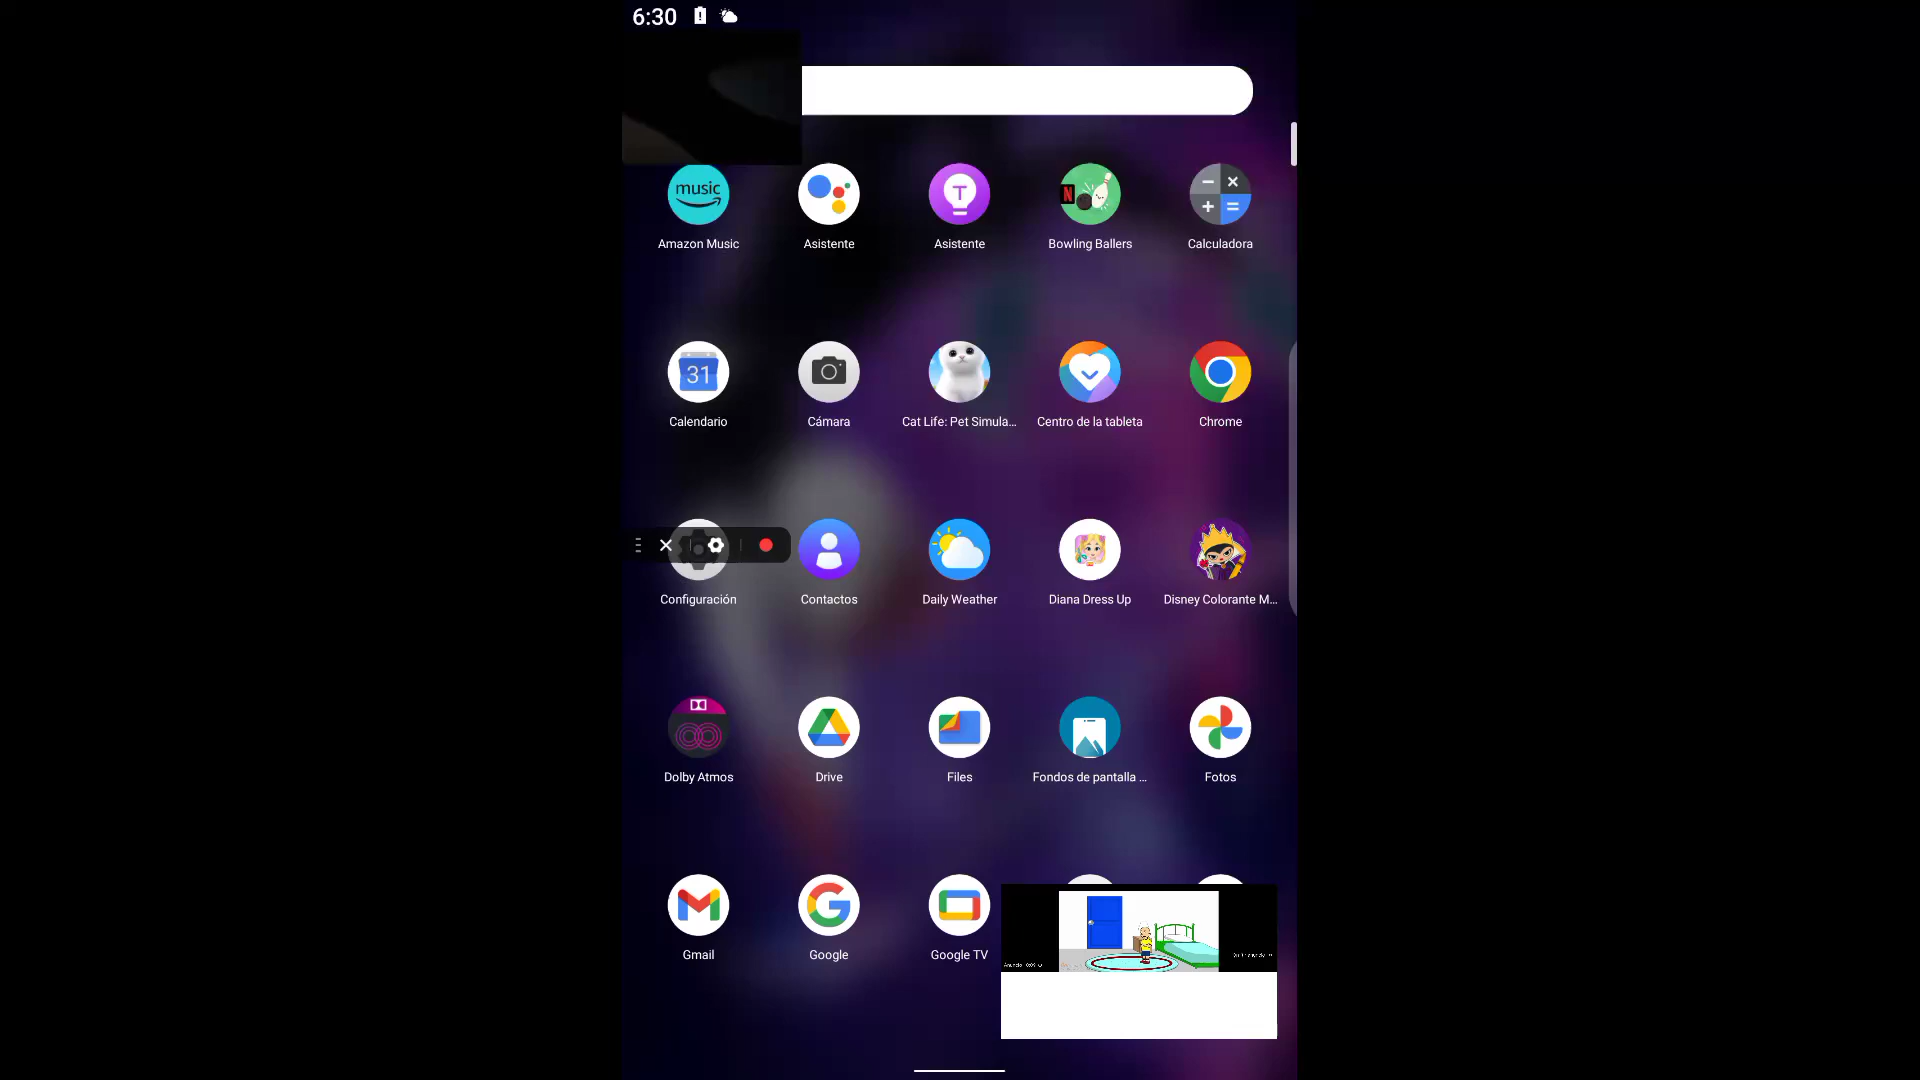 6:30
music
T
N
Amazon Music
Asistente
Asistente
Bowling Ballers
Calculadora
31
Calendario
Cámara
Cat Life: Pet Simula...
Centro de la tableta
Chrome
Configuración
Contactos
Daily Weather
Diana Dress Up
Disney Colorante M...
Dolby Atmos
Drive
Files
Fondos de pantalla ...
Fotos
Gmail
Google
Google TV